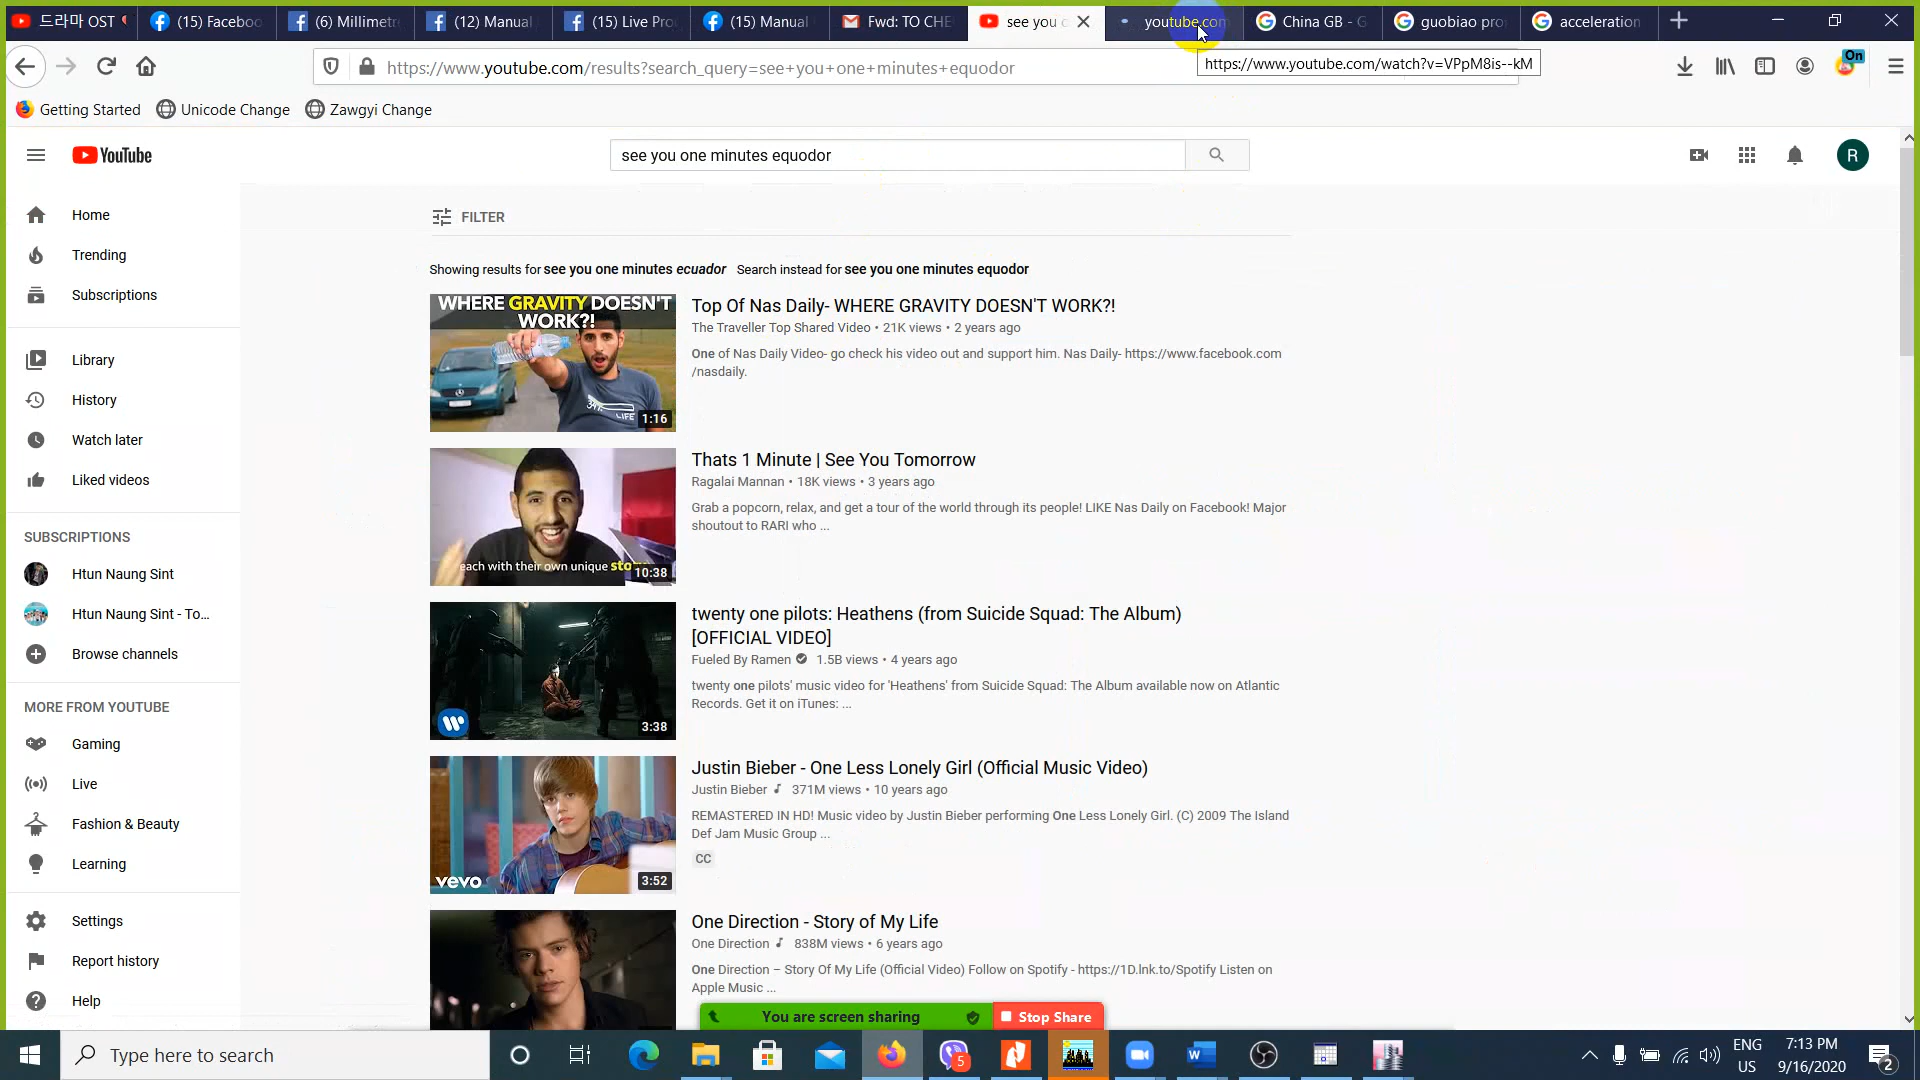 드라마 OST
(15) Facebo
(6) Millimetr
(12) Manual
(15) Live Pro
(15) Manual
Fwd: TO CHE
see you o
youtube.com
China GB - G
guobiao pro
acceleration
https://www.youtube.com/results?search_query=see+you+one+minutes+equodor
https://www.youtube.com/watch?v=VPpM8is--kM
On
Getting Started
Unicode Change
Zawgyi Change
YouTube
see you one minutes equodor
R
Home
Trending
Subscriptions
Library
History
Watch later
Liked videos
SUBSCRIPTIONS
Htun Naung Sint
Htun Naung Sint - To...
Browse channels
MORE FROM YOUTUBE
Gaming
Live
Fashion & Beauty
Learning
Settings
Report history
Help
FILTER
Showing results for see you one minutes ecuador Search instead for see you one minutes equodor
WHERE GRAVITY DOESN'T
WORK?!
1:16
Top Of Nas Daily- WHERE GRAVITY DOESN'T WORK?!
The Traveller Top Shared Video • 21K views • 2 years ago
One of Nas Daily Video- go check his video out and support him. Nas Daily- https://www.facebook.com
/nasdaily.
each with their own unique sto
10:38
Thats 1 Minute | See You Tomorrow
Ragalai Mannan • 18K views • 3 years ago
Grab a popcorn, relax, and get a tour of the world through its people! LIKE Nas Daily on Facebook! Major
shoutout to RARI who ...
3:38
twenty one pilots: Heathens (from Suicide Squad: The Album)
[OFFICIAL VIDEO]
Fueled By Ramen 1.5B views • 4 years ago
twenty one pilots' music video for 'Heathens' from Suicide Squad: The Album available now on Atlantic
Records. Get it on iTunes: ...
vevo
3:52
Justin Bieber - One Less Lonely Girl (Official Music Video)
Justin Bieber 371M views • 10 years ago
REMASTERED IN HD! Music video by Justin Bieber performing One Less Lonely Girl. (C) 2009 The Island
Def Jam Music Group ...
CC
One Direction - Story of My Life
One Direction 838M views • 6 years ago
One Direction – Story Of My Life (Official Video) Follow on Spotify - https://1D.lnk.to/Spotify Listen on
Apple Music ...
You are screen sharing
Stop Share
Type here to search
5
ENG
US
7:13 PM
9/16/2020
2